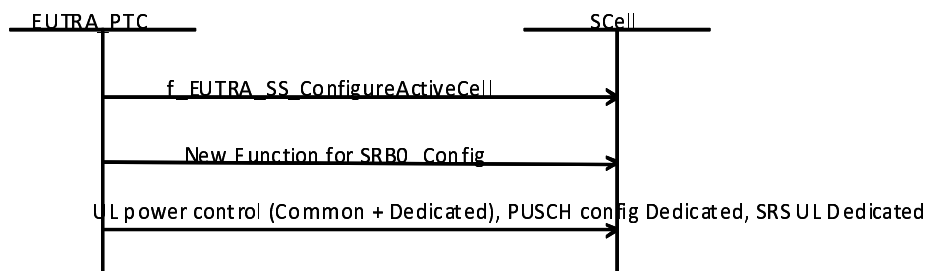 EUTRA_PTC
SCell
f_EUTRA_SS_ConfigureActiveCell
New Function for SRB0_Config
UL power control (Common + Dedicated), PUSCH config Dedicated, SRS UL Dedicated